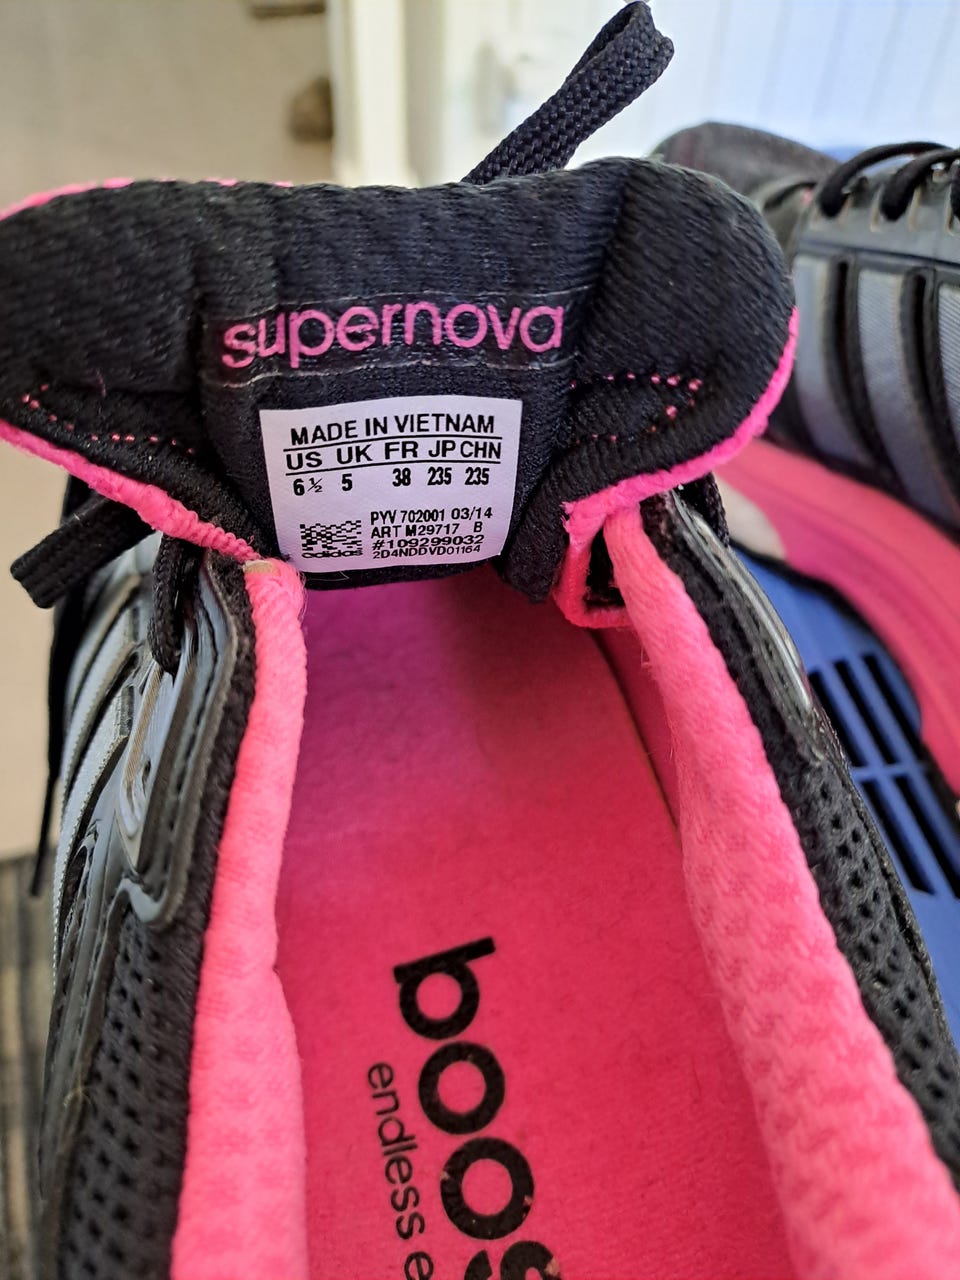 supernova
MADE IN VIETNAM
US UK FR JP CHN
6½ 5 38 235 235
PYV 702001 03/14
ART M29717 B
#109299032
2D4NDDVD01164
adidas
boos
endless e